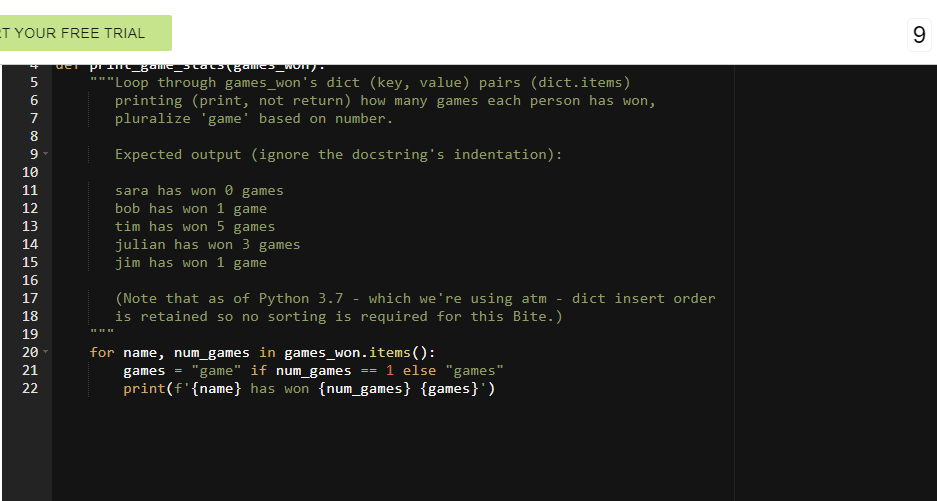 T YOUR FREE TRIAL
9
4 def print_game_stats(games_won):
5 """Loop through games_won's dict (key, value) pairs (dict.items)
6 printing (print, not return) how many games each person has won,
7 pluralize 'game' based on number.
8
9 Expected output (ignore the docstring's indentation):
10
11 sara has won 0 games
12 bob has won 1 game
13 tim has won 5 games
14 julian has won 3 games
15 jim has won 1 game
16
17 (Note that as of Python 3.7 - which we're using atm - dict insert order
18 is retained so no sorting is required for this Bite.)
19 """
20 for name, num_games in games_won.items():
21 games = "game" if num_games == 1 else "games"
22 print(f'{name} has won {num_games} {games}')